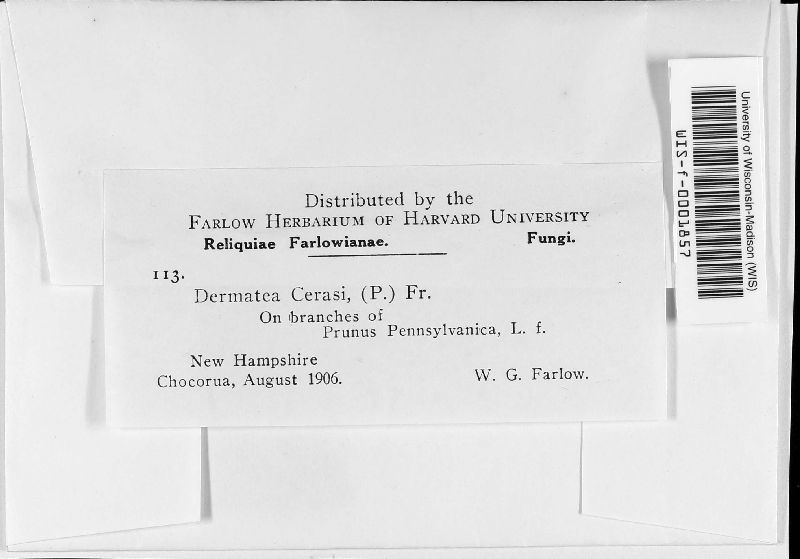 Distributed by the
FARLOW HERBARIUM OF HARVARD UNIVERSITY
Reliquiae Farlowianae. Fungi.
113.
Dermatea Cerasi, (P.) Fr.
On branches of
Prunus Pennsylvanica, L. f.
New Hampshire
Chocorua, August 1906. W. G. Farlow.
University of Wisconsin-Madison (WIS)
WIS-f-0001857